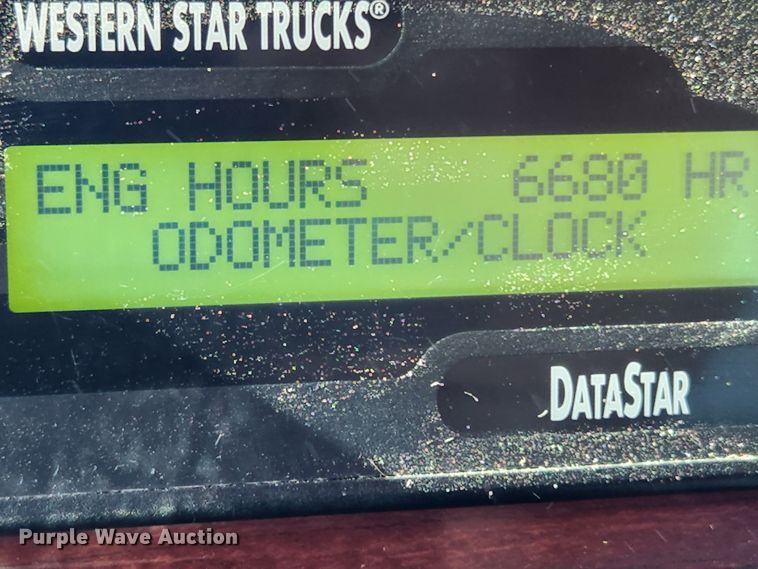 WESTERN STAR TRUCKS®
ENG HOURS 6680 HR
ODOMETER/CLOCK
DATASTAR
Purple Wave Auction